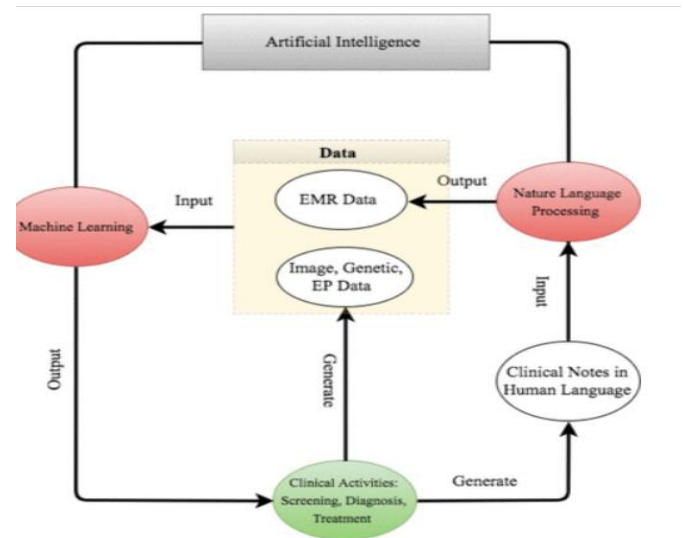 Artificial Intelligence
Data
EMR Data
Output
Nature Language
Processing
Input
Machine Learning
Image, Genetic,
EP Data
Input
Output
Generate
Clinical Notes in
Human Language
Clinical Activities:
Screening, Diagnosis,
Treatment
Generate